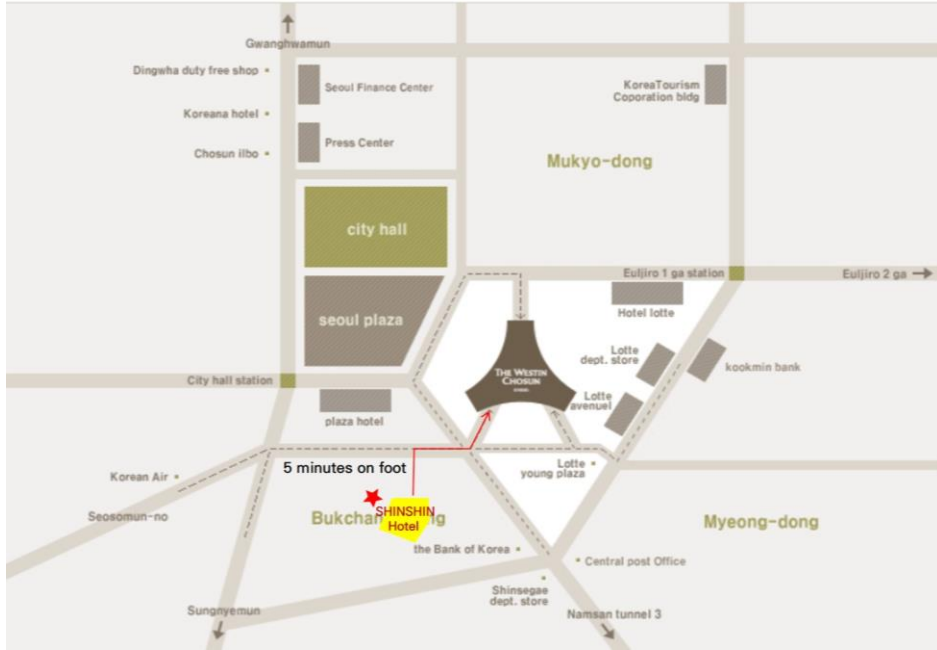 Gwanghwamun
Dingwha duty free shop
Seoul Finance Center
KoreaTourism
Coporation bldg
Koreana hotel
Press Center
Chosun ilbo
Mukyo-dong
city hall
Euljiro 1 ga station
Euljiro 2 ga
Hotel lotte
seoul plaza
Lotte
dept. store
kookmin bank
THE WESTIN
CHOSUN
City hall station
Lotte
avenuel
plaza hotel
5 minutes on foot
Lotte
young plaza
Korean Air
SHINSHIN
Hotel
Seosomun-no
Myeong-dong
the Bank of Korea
Central post Office
Shinsegae
dept. store
Sungnyemun
Namsan tunnel 3